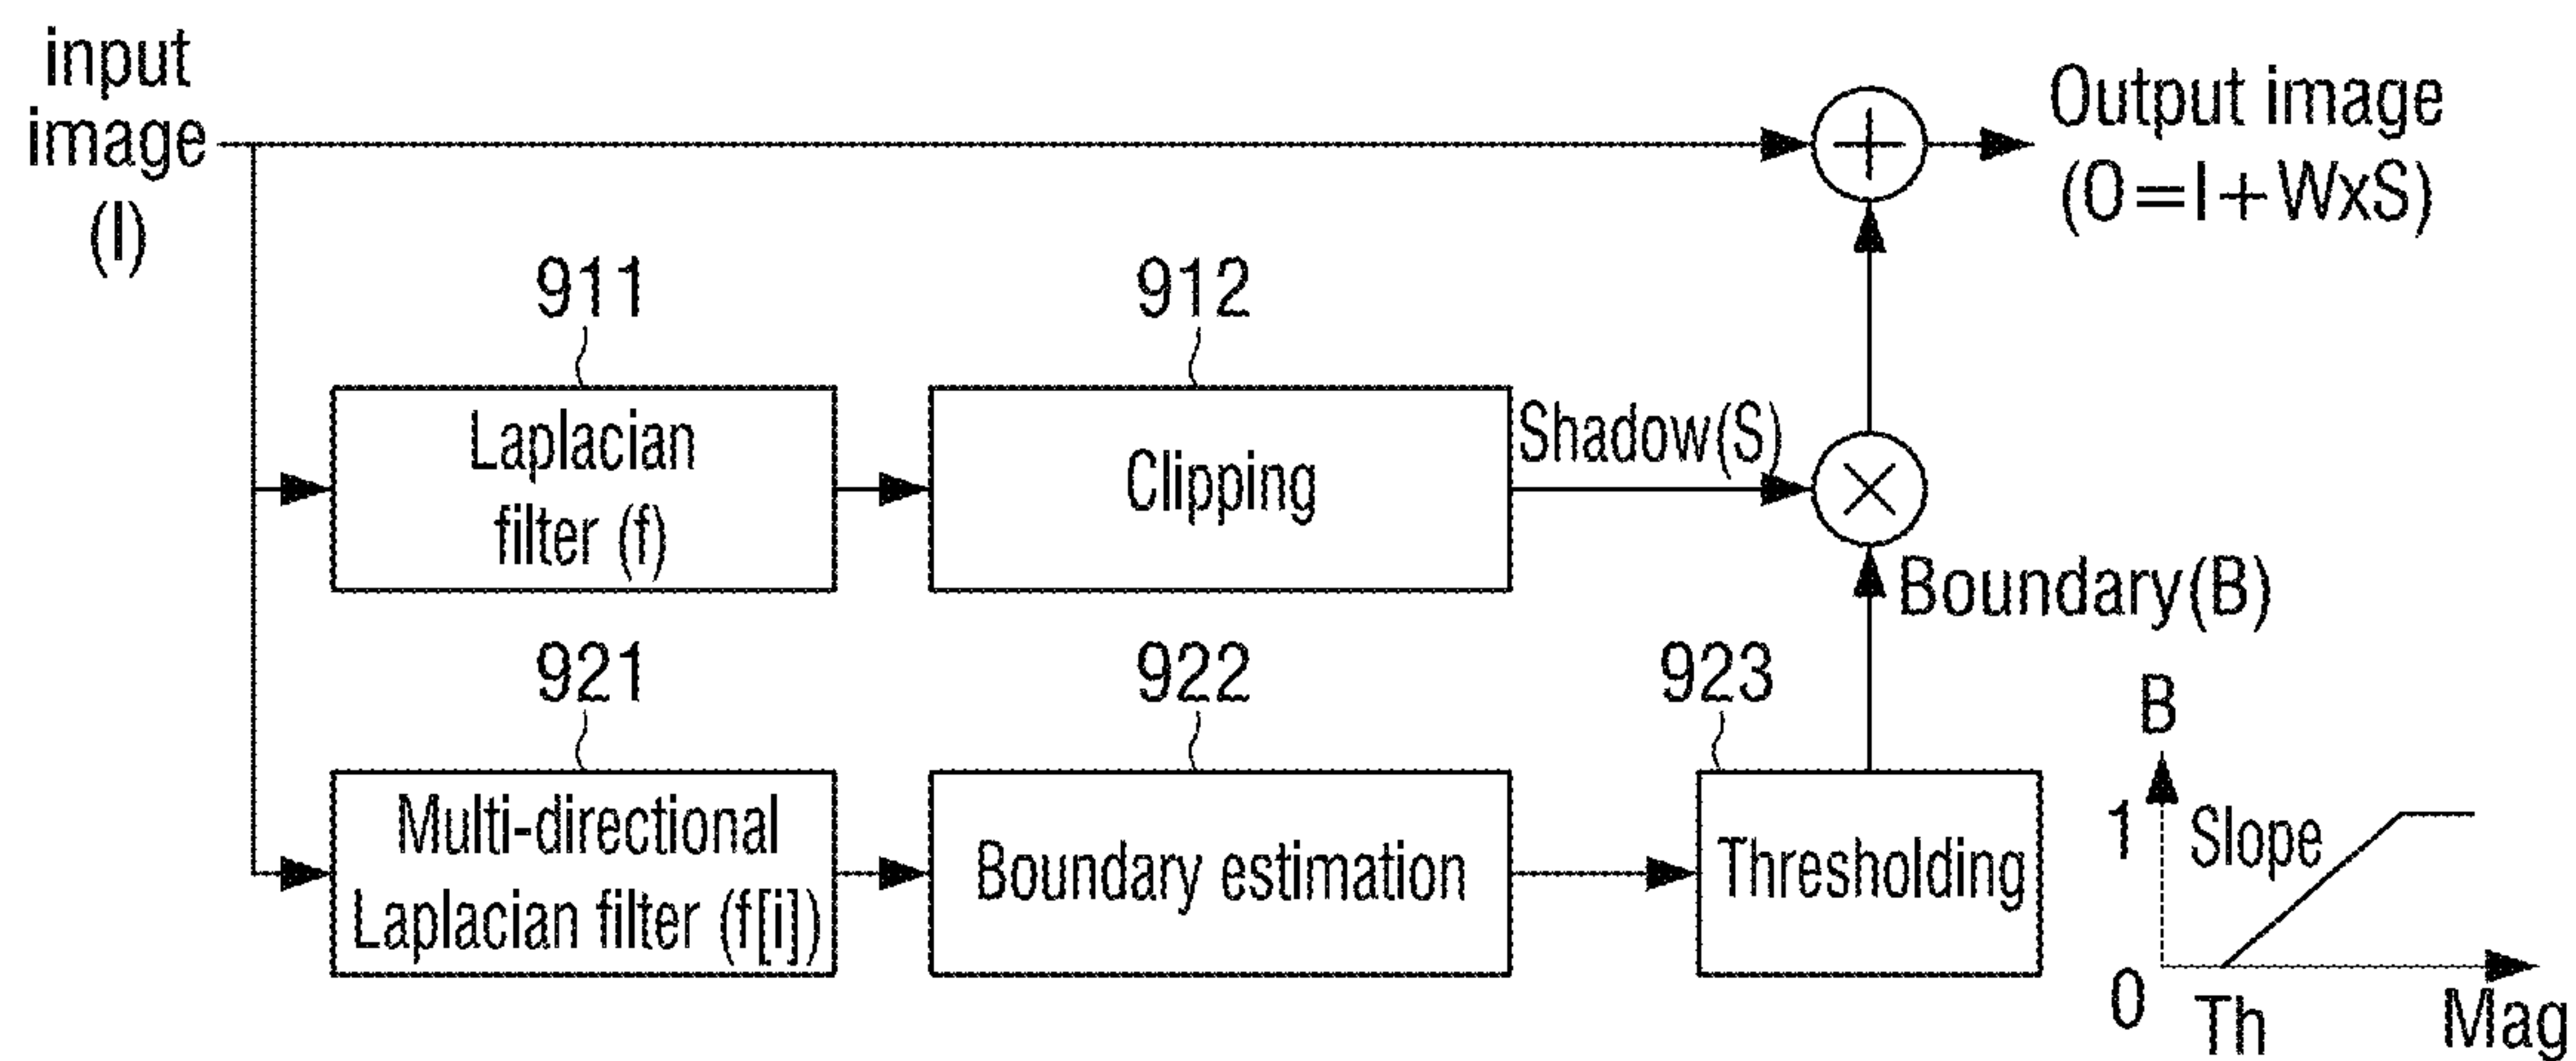 input
image
(I)
Output image
(O=I+WxS)
911
912
Laplacian
filter (f)
Clipping
Shadow(S)
Boundary(B)
921
922
923
Multi-directional
Laplacian filter (f[i])
Boundary estimation
Thresholding
B
1
Slope
0
Th
Mag